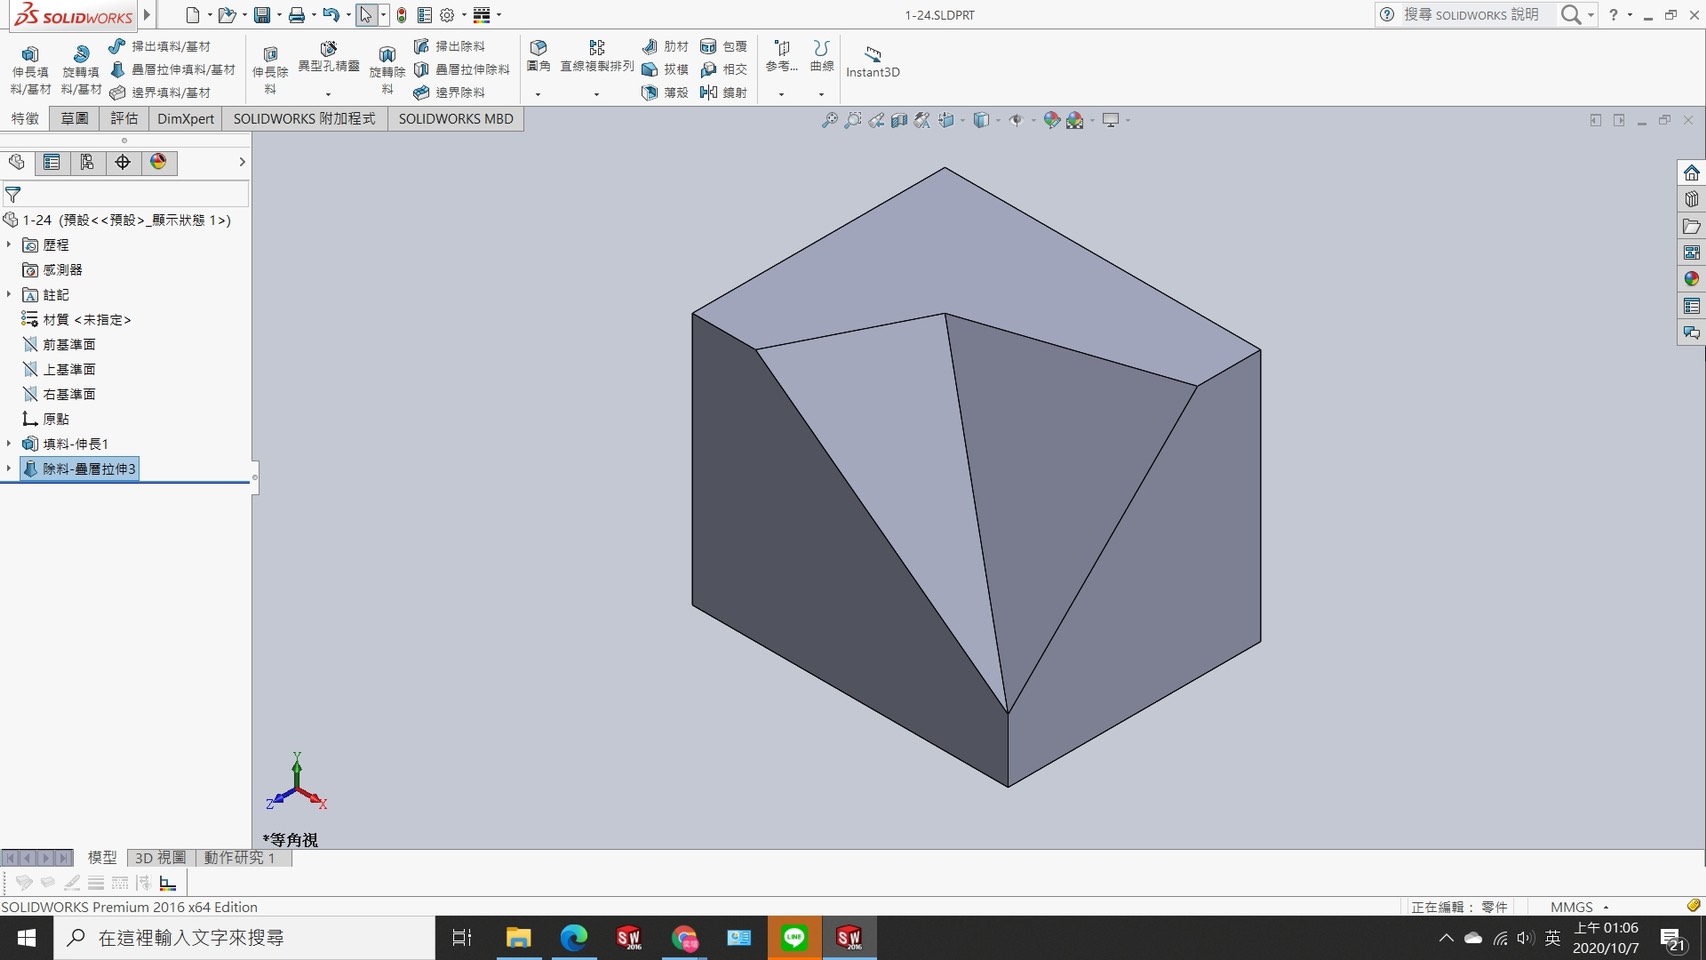 SOLIDWORKS
1-24.SLDPRT
搜尋 SOLIDWORKS 說明
伸長填料/基材
旋轉填料/基材
掃出填料/基材
疊層拉伸填料/基材
邊界填料/基材
伸長除料
異型孔精靈
旋轉除料
掃出除料
疊層拉伸除料
邊界除料
圓角
直線複製排列
肋材
拔模
薄殼
包覆
相交
鏡射
參考...
曲線
Instant3D
特徵
草圖
評估
DimXpert
SOLIDWORKS 附加程式
SOLIDWORKS MBD
1-24 (預設<<預設>_顯示狀態 1>)
歷程
感測器
註記
材質 <未指定>
前基準面
上基準面
右基準面
原點
填料-伸長1
除料-疊層拉伸3
Y
Z
X
*等角視
模型
3D 視圖
動作研究 1
SOLIDWORKS Premium 2016 x64 Edition
正在編輯： 零件
MMGS
在這裡輸入文字來搜尋
SW
2016
LINE
SW
2016
英
上午 01:06
2020/10/7
21